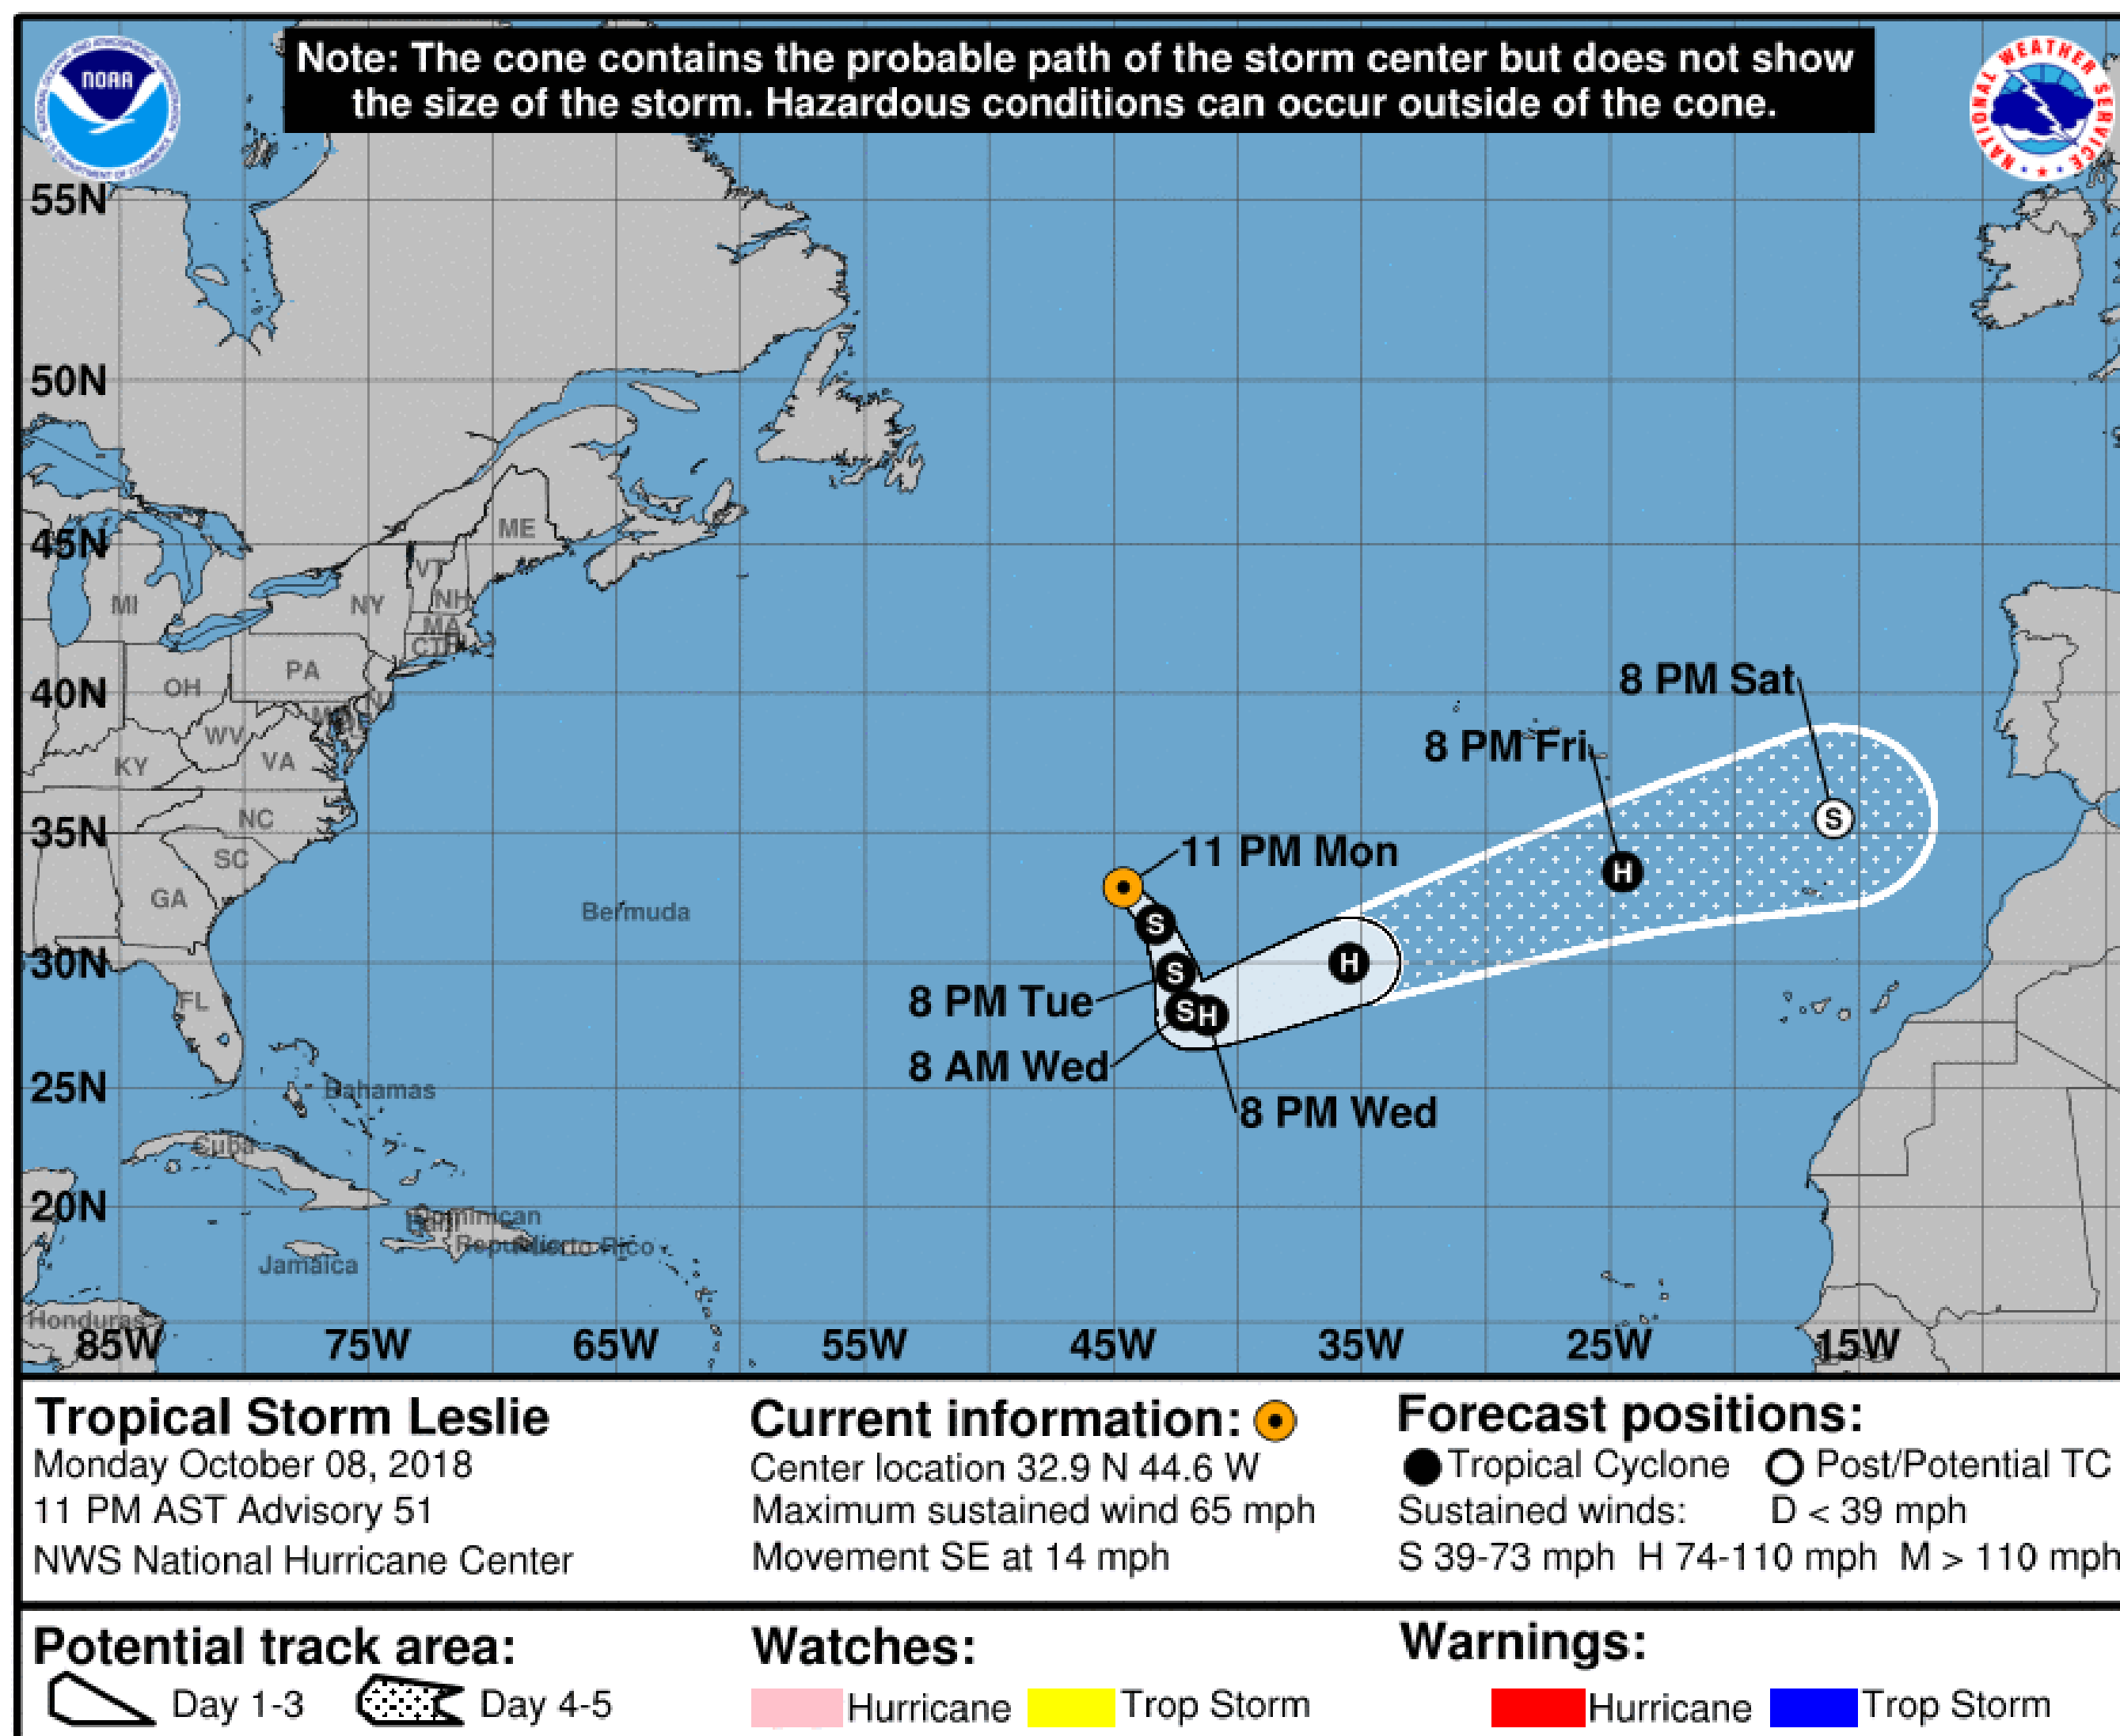 Note: The cone contains the probable path of the storm center but does not show
the size of the storm. Hazardous conditions can occur outside of the cone.
NOAA
NATIONAL WEATHER SERVICE
55N
50N
45N
40N
35N
30N
25N
20N
ME
VT
NH
MI
NY
MA
PA
OH
WV
KY
VA
NC
SC
GA
FL
Bermuda
Bahamas
Cuba
Dominican
Republic
Puerto Rico
Jamaica
Honduras
8 PM Sat
8 PM Fri
11 PM Mon
8 PM Tue
8 AM Wed
8 PM Wed
S
S
S
H
H
H
S
85W 75W 65W 55W 45W 35W 25W 15W
Tropical Storm Leslie
Monday October 08, 2018
11 PM AST Advisory 51
NWS National Hurricane Center
Current information:
Center location 32.9 N 44.6 W
Maximum sustained wind 65 mph
Movement SE at 14 mph
Forecast positions:
Tropical Cyclone Post/Potential TC
Sustained winds: D < 39 mph
S 39-73 mph H 74-110 mph M > 110 mph
Potential track area:
Day 1-3 Day 4-5
Watches:
Hurricane Trop Storm
Warnings:
Hurricane Trop Storm